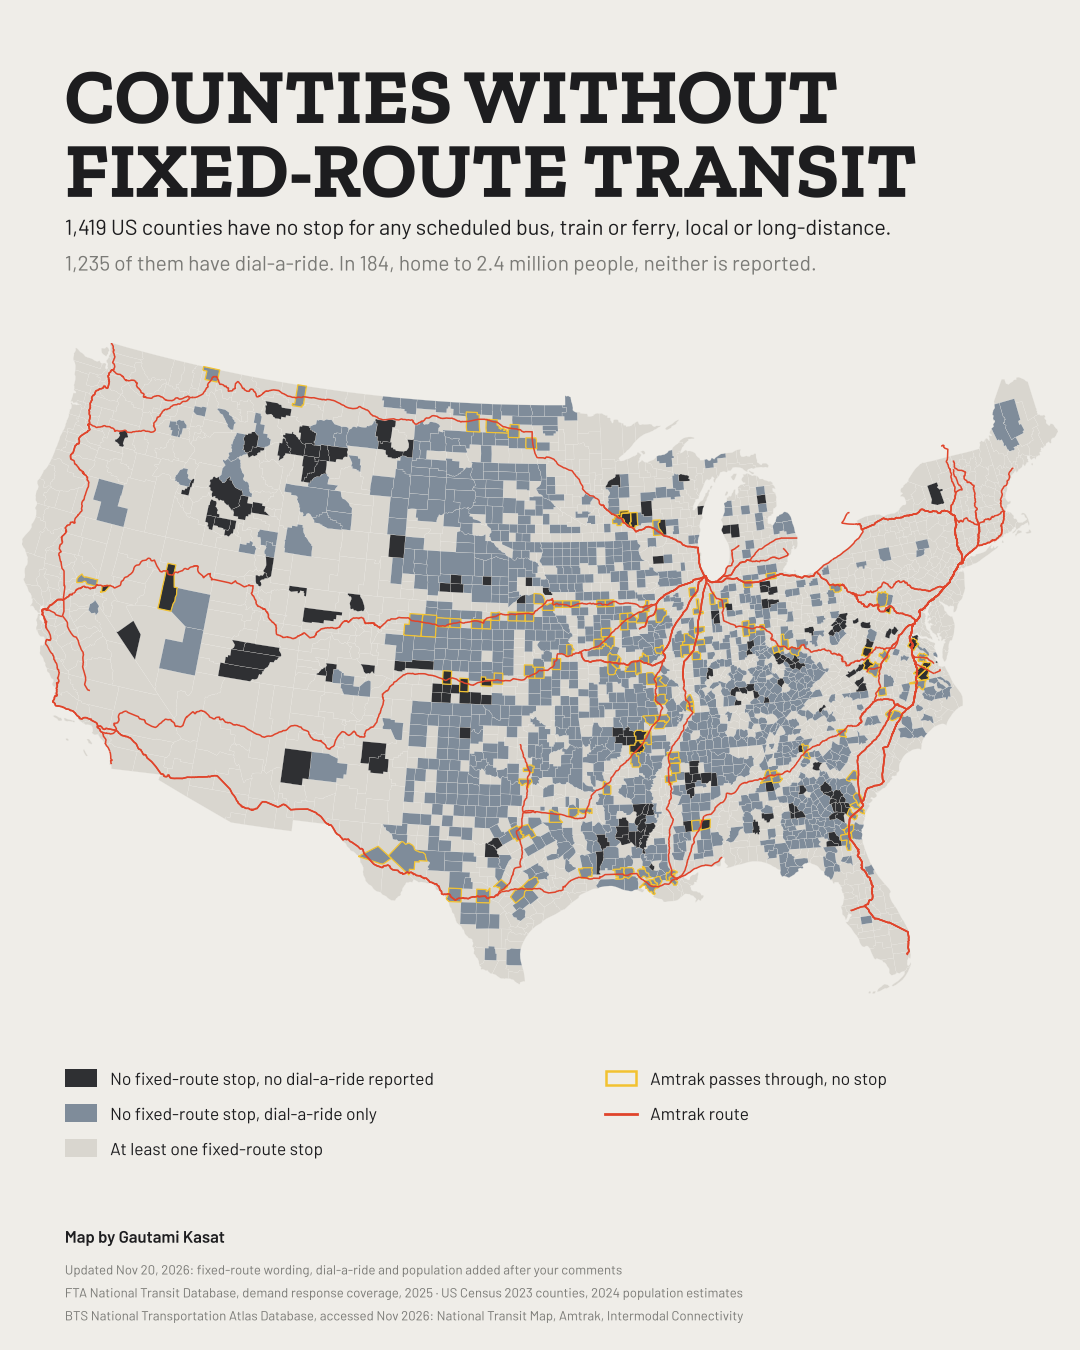 COUNTIES WITHOUT
FIXED-ROUTE TRANSIT
1,419 US counties have no stop for any scheduled bus, train or ferry, local or long-distance.
1,235 of them have dial-a-ride. In 184, home to 2.4 million people, neither is reported.
No fixed-route stop, no dial-a-ride reported
No fixed-route stop, dial-a-ride only
At least one fixed-route stop
Amtrak passes through, no stop
Amtrak route
Map by Gautami Kasat
Updated Nov 20, 2026: fixed-route wording, dial-a-ride and population added after your comments
FTA National Transit Database, demand response coverage, 2025 · US Census 2023 counties, 2024 population estimates
BTS National Transportation Atlas Database, accessed Nov 2026: National Transit Map, Amtrak, Intermodal Connectivity